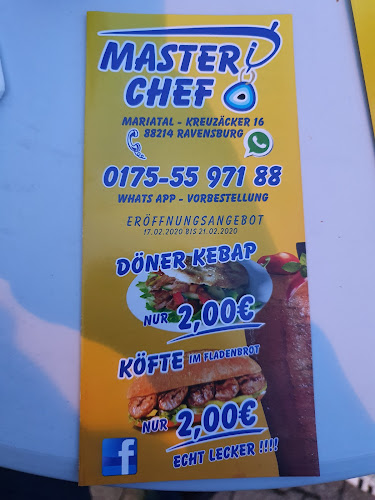 MASTER
CHEF
MARIATAL - KREUZÄCKER 16
88214 RAVENSBURG
0175-55 971 88
WHATS APP - VORBESTELLUNG
ERÖFFNUNGSANGEBOT
17.02.2020 BIS 21.02.2020
DÖNER KEBAP
NUR 2,00€
KÖFTE IM FLADENBROT
NUR 2,00€
ECHT LECKER !!!!
f